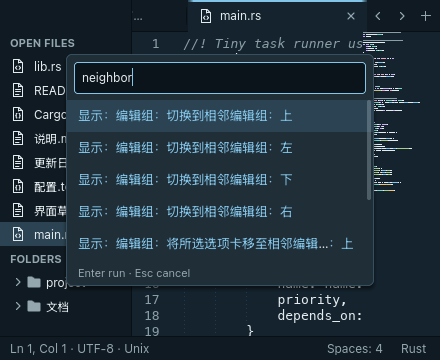 main.rs
OPEN FILES
1 //! Tiny task runner us
lib.rs
READ
Cargo
说明.m
更新日
配置.to
界面草
main.
FOLDERS
project
文档
neighbor
显示：编辑组：切换到相邻编辑组：上
显示：编辑组：切换到相邻编辑组：左
显示：编辑组：切换到相邻编辑组：下
显示：编辑组：切换到相邻编辑组：右
显示：编辑组：将所选选项卡移至相邻编辑…：上
Enter run · Esc cancel
17 priority,
18 depends_on:
19 }
Ln 1, Col 1 · UTF-8 · Unix
Spaces: 4 Rust